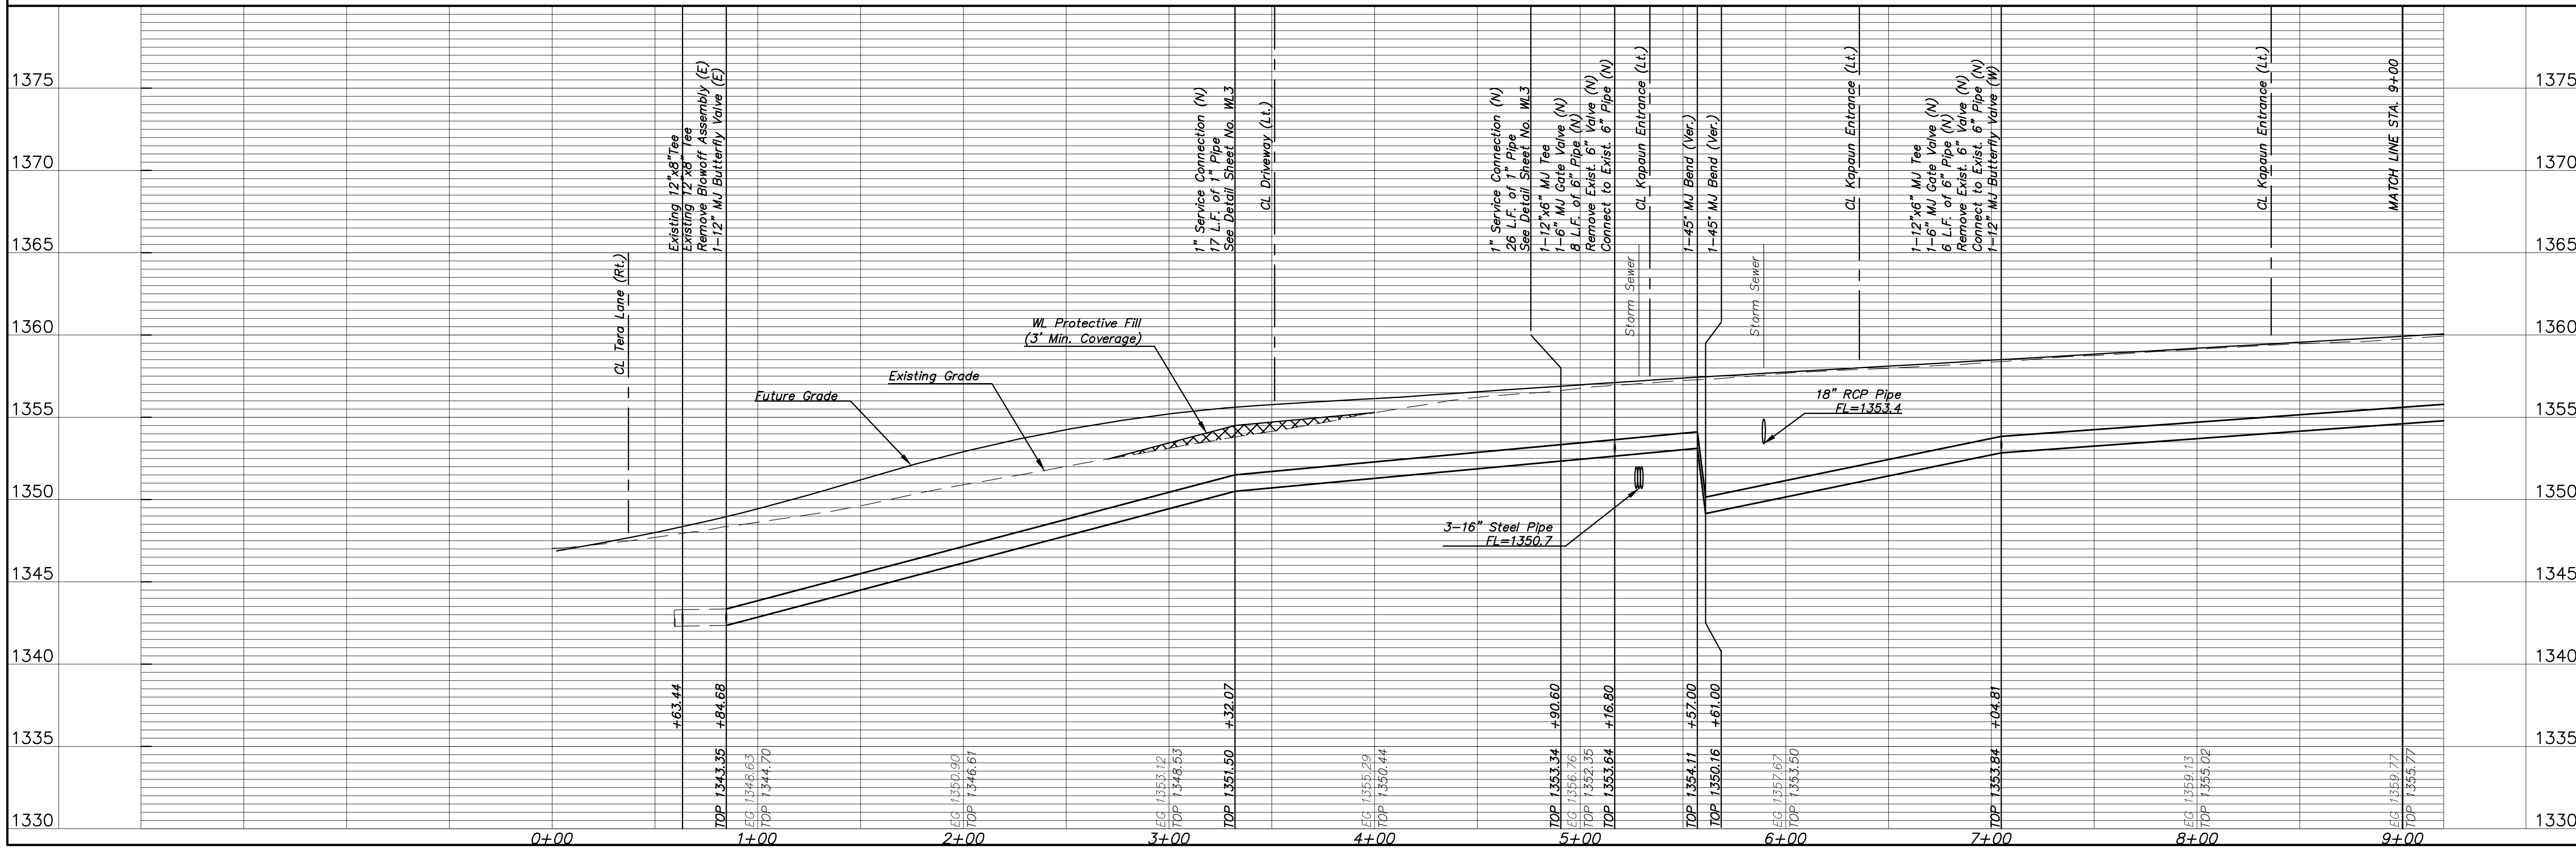 1375
1370
1365
1360
1355
1350
1345
1340
1335
1330
CL Tera Lane (Rt.)
Existing 12"x8"Tee
Existing 12"x8" Tee
Remove Blowoff Assembly (E)
1-12" MJ Butterfly Valve (E)
1" Service Connection (N)
17 L.F. of 1" Pipe
See Detail Sheet No. WL3
CL Driveway (Lt.)
1" Service Connection (N)
26 L.F. of 1" Pipe
See Detail Sheet No. WL3
1-12"x6" MJ Tee
1-6" MJ Gate Valve (N)
8 L.F. of 6" Pipe (N)
Remove Exist. 6" Valve (N)
Connect to Exist. 6" Pipe (N)
Storm Sewer
CL Kapaun Entrance (Lt.)
1-45° MJ Bend (Ver.)
1-45° MJ Bend (Ver.)
Storm Sewer
CL Kapaun Entrance (Lt.)
1-12"x6" MJ Tee
1-6" MJ Gate Valve (N)
6 L.F. of 6" Pipe (N)
Remove Exist. 6" Valve (N)
Connect to Exist. 6" Pipe (N)
1-12" MJ Butterfly Valve (W)
CL Kapaun Entrance (Lt.)
MATCH LINE STA. 9+00
Future Grade
Existing Grade
WL Protective Fill
(3' Min. Coverage)
3-16" Steel Pipe
FL=1350.7
18" RCP Pipe
FL=1353.4
+63.44
+84.68
+32.07
+90.60
+16.80
+57.00
+61.00
+04.81
TOP 1343.35
EG 1348.63
TOP 1344.70
EG 1350.90
TOP 1346.61
EG 1353.12
TOP 1348.53
TOP 1351.50
EG 1355.29
TOP 1350.44
TOP 1353.34
EG 1356.76
TOP 1352.35
TOP 1353.64
TOP 1354.11
TOP 1350.16
EG 1357.67
TOP 1353.50
TOP 1353.84
EG 1359.13
TOP 1355.02
EG 1359.77
TOP 1355.77
0+00
1+00
2+00
3+00
4+00
5+00
6+00
7+00
8+00
9+00
1375
1370
1365
1360
1355
1350
1345
1340
1335
1330